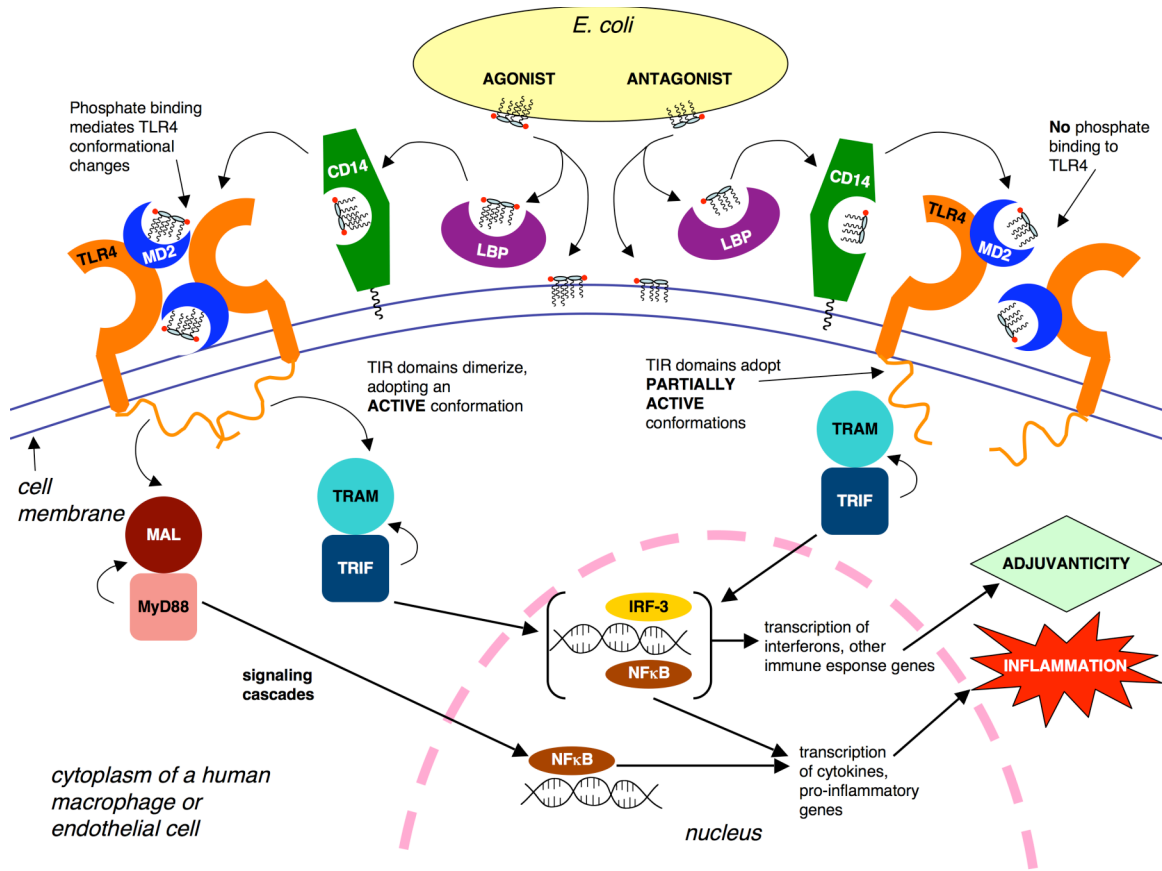 E. coli
AGONIST
ANTAGONIST
Phosphate binding
mediates TLR4
conformational
changes
No phosphate
binding to
TLR4
CD14
LBP
LBP
CD14
TLR4
MD2
TLR4
MD2
TIR domains dimerize,
adopting an
ACTIVE conformation
TIR domains adopt
PARTIALLY
ACTIVE
conformations
cell
membrane
MAL
MyD88
TRAM
TRIF
TRAM
TRIF
signaling
cascades
IRF-3
NFκB
transcription of
interferons, other
immune esponse genes
ADJUVANTICITY
INFLAMMATION
NFκB
transcription
of cytokines,
pro-inflammatory
genes
cytoplasm of a human
macrophage or
endothelial cell
nucleus